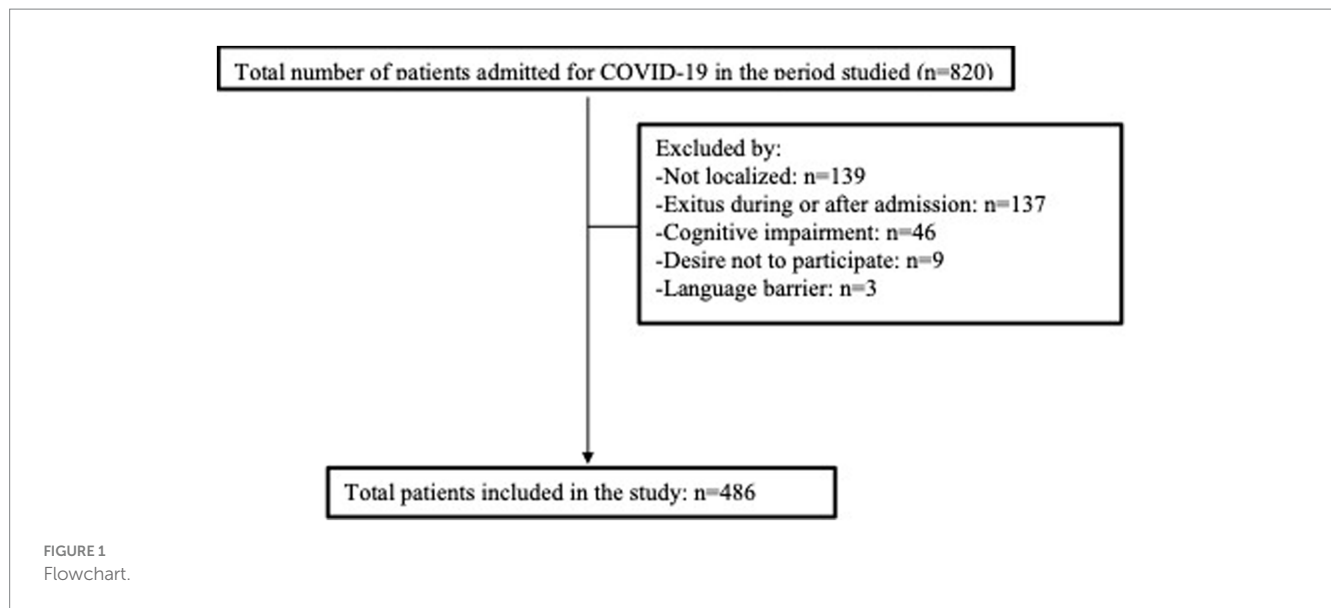 Total number of patients admitted for COVID-19 in the period studied (n=820)
Excluded by:
-Not localized: n=139
-Exitus during or after admission: n=137
-Cognitive impairment: n=46
-Desire not to participate: n=9
-Language barrier: n=3
Total patients included in the study: n=486
FIGURE 1
Flowchart.